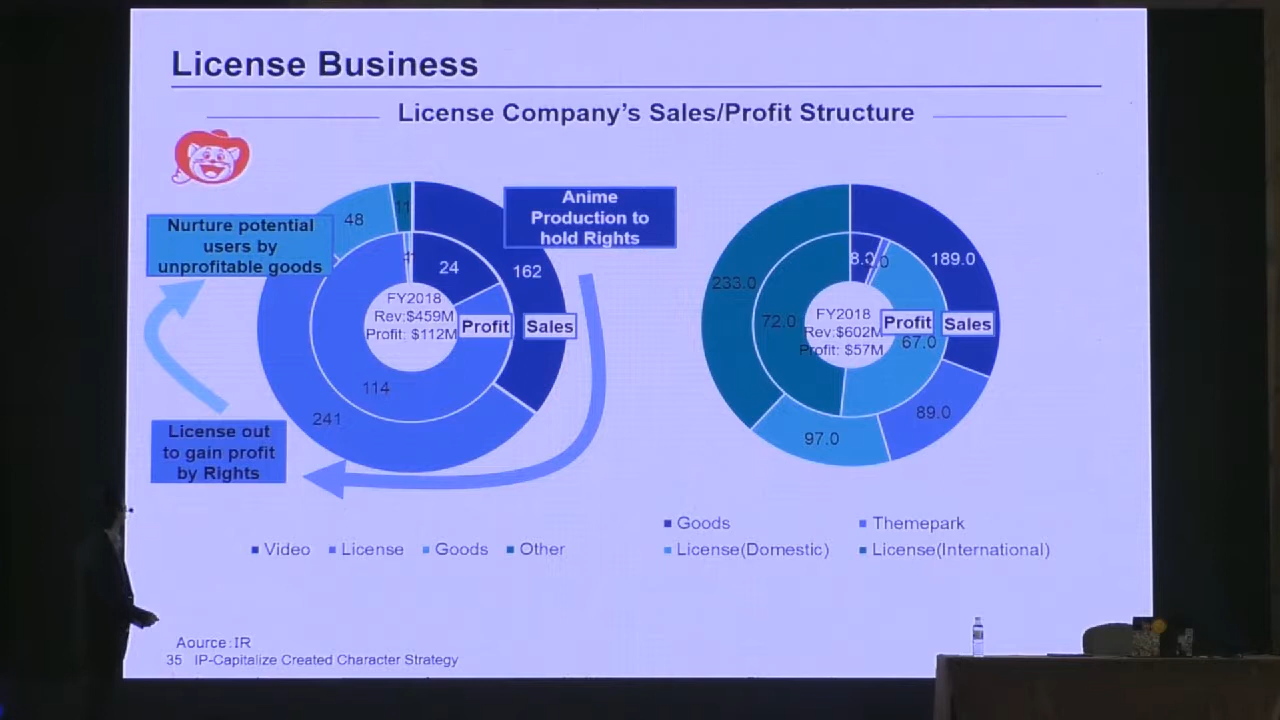 License Business
License Company's Sales/Profit Structure
Nurture potential
users by
unprofitable goods
Anime
Production to
hold Rights
License out
to gain profit
by Rights
48
11
24
162
FY2018
Rev:$459M
Profit: $112M
Profit
Sales
114
241
Video
License
Goods
Other
233.0
189.0
72.0
FY2018
Rev:$602M
Profit: $57M
Profit
Sales
67.0
89.0
97.0
Goods
Themepark
License(Domestic)
License(International)
Aource:IR
35 IP-Capitalize Created Character Strategy